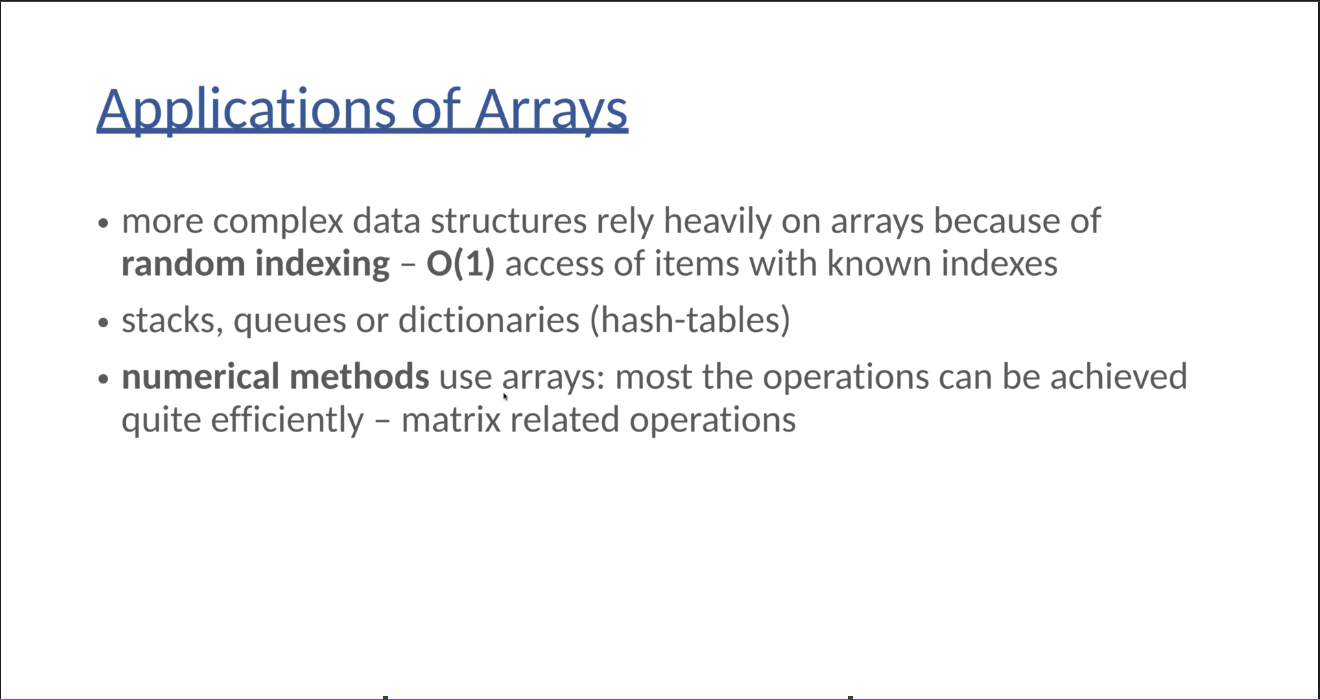 Applications of Arrays
• more complex data structures rely heavily on arrays because of
random indexing – O(1) access of items with known indexes
• stacks, queues or dictionaries (hash-tables)
• numerical methods use arrays: most the operations can be achieved
quite efficiently – matrix related operations